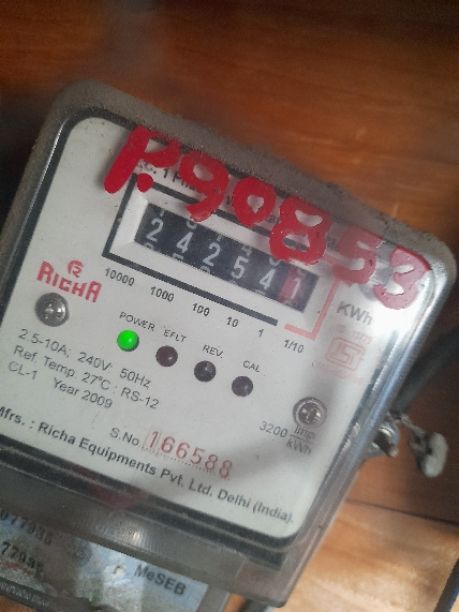 P.90853
242541
KWh
10000 1000 100 10 1 1/10
RICHA
POWER EFLT REV. CAL
2.5-10A; 240V; 50Hz
Ref. Temp. 27°C : RS-12
CL-1 Year 2009
3200 imp/kWh
S.No 166588
Mfrs. : Richa Equipments Pvt. Ltd. Delhi (India).
MeSEB